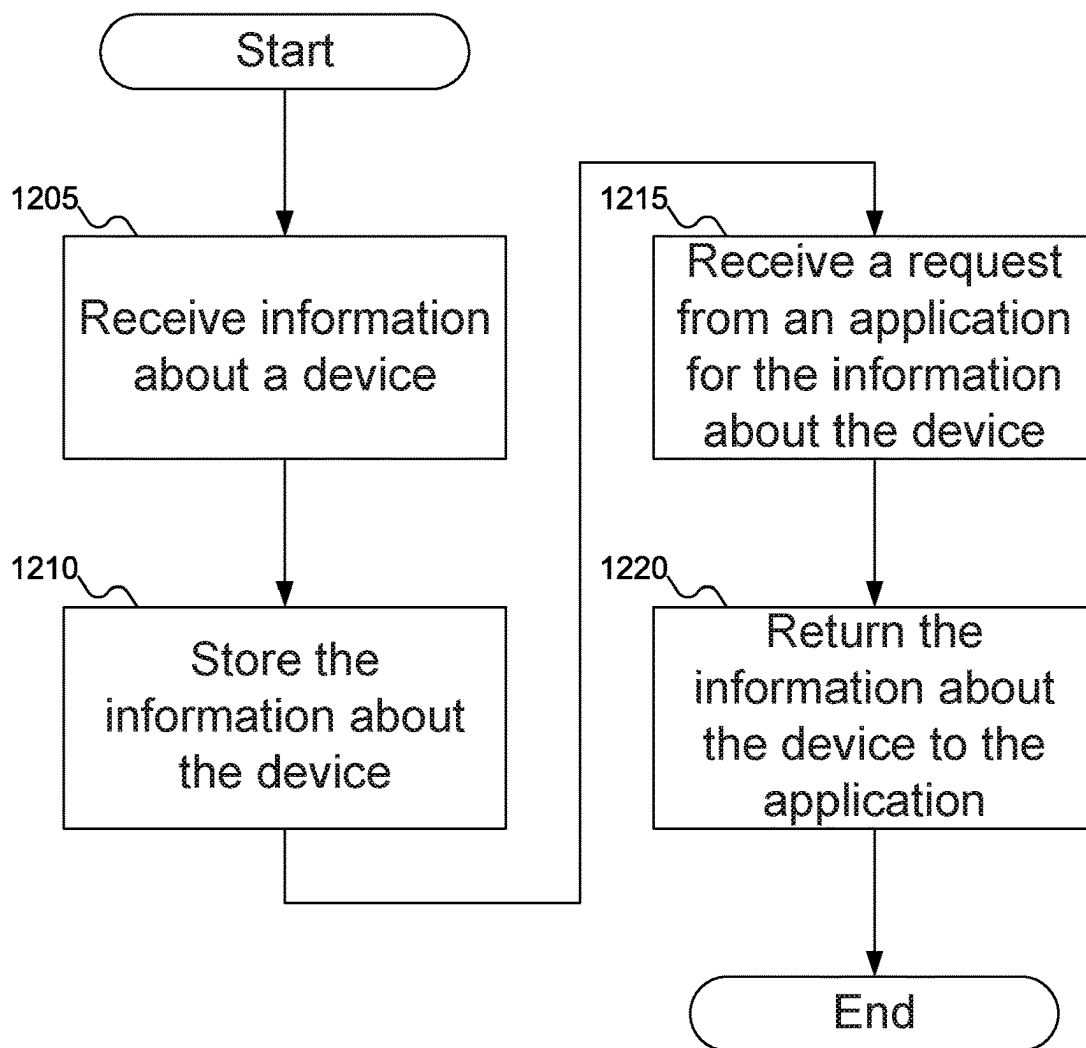 Start
1205
Receive information
about a device
1210
Store the
information about
the device
1215
Receive a request
from an application
for the information
about the device
1220
Return the
information about
the device to the
application
End